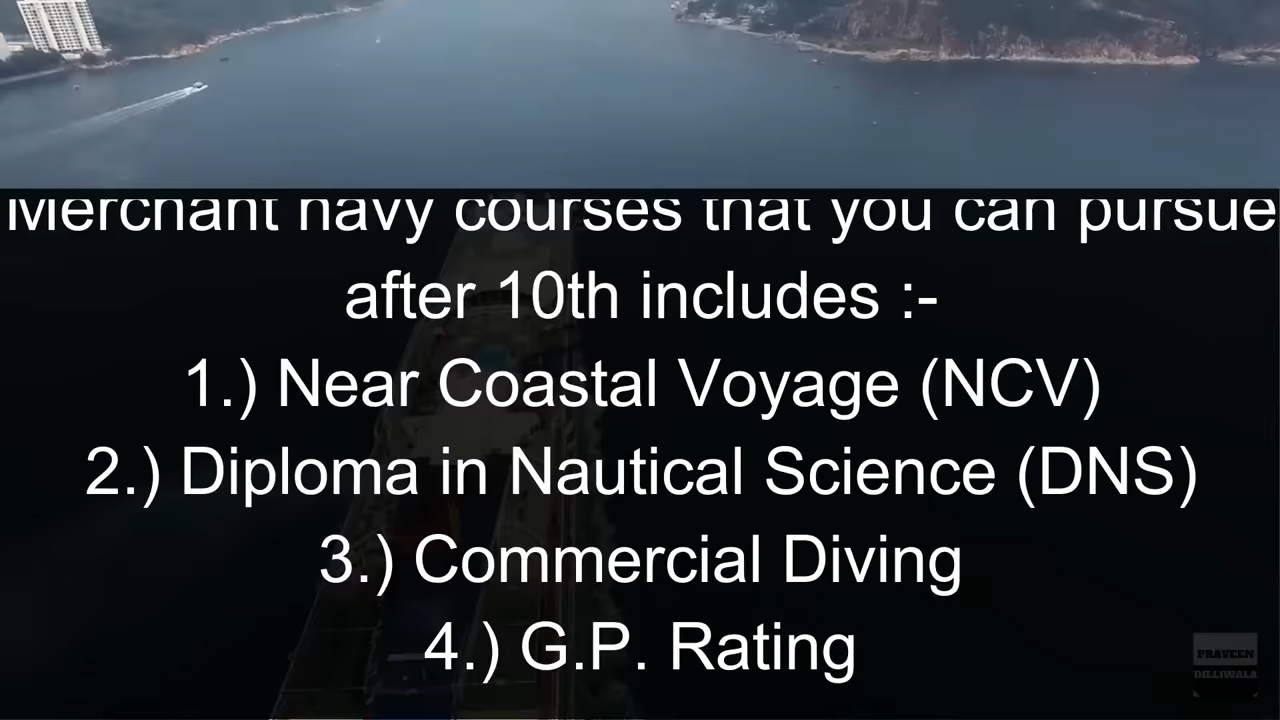 Merchant navy courses that you can pursue
after 10th includes :-
1.) Near Coastal Voyage (NCV)
2.) Diploma in Nautical Science (DNS)
3.) Commercial Diving
4.) G.P. Rating
PRAVEEN
DILLIWALA